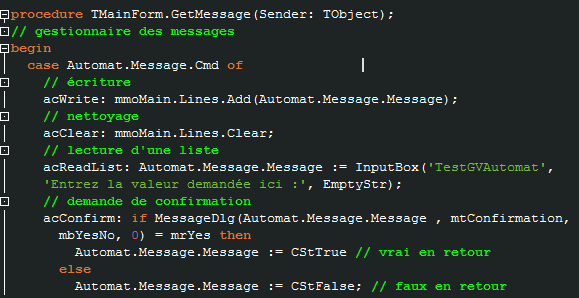 procedure TMainForm.GetMessage(Sender: TObject);
// gestionnaire des messages
begin
case Automat.Message.Cmd of
// écriture
acWrite: mmoMain.Lines.Add(Automat.Message.Message);
// nettoyage
acClear: mmoMain.Lines.Clear;
// lecture d'une liste
acReadList: Automat.Message.Message := InputBox('TestGVAutomat',
'Entrez la valeur demandée ici :', EmptyStr);
// demande de confirmation
acConfirm: if MessageDlg(Automat.Message.Message , mtConfirmation,
mbYesNo, 0) = mrYes then
Automat.Message.Message := CStTrue // vrai en retour
else
Automat.Message.Message := CStFalse; // faux en retour